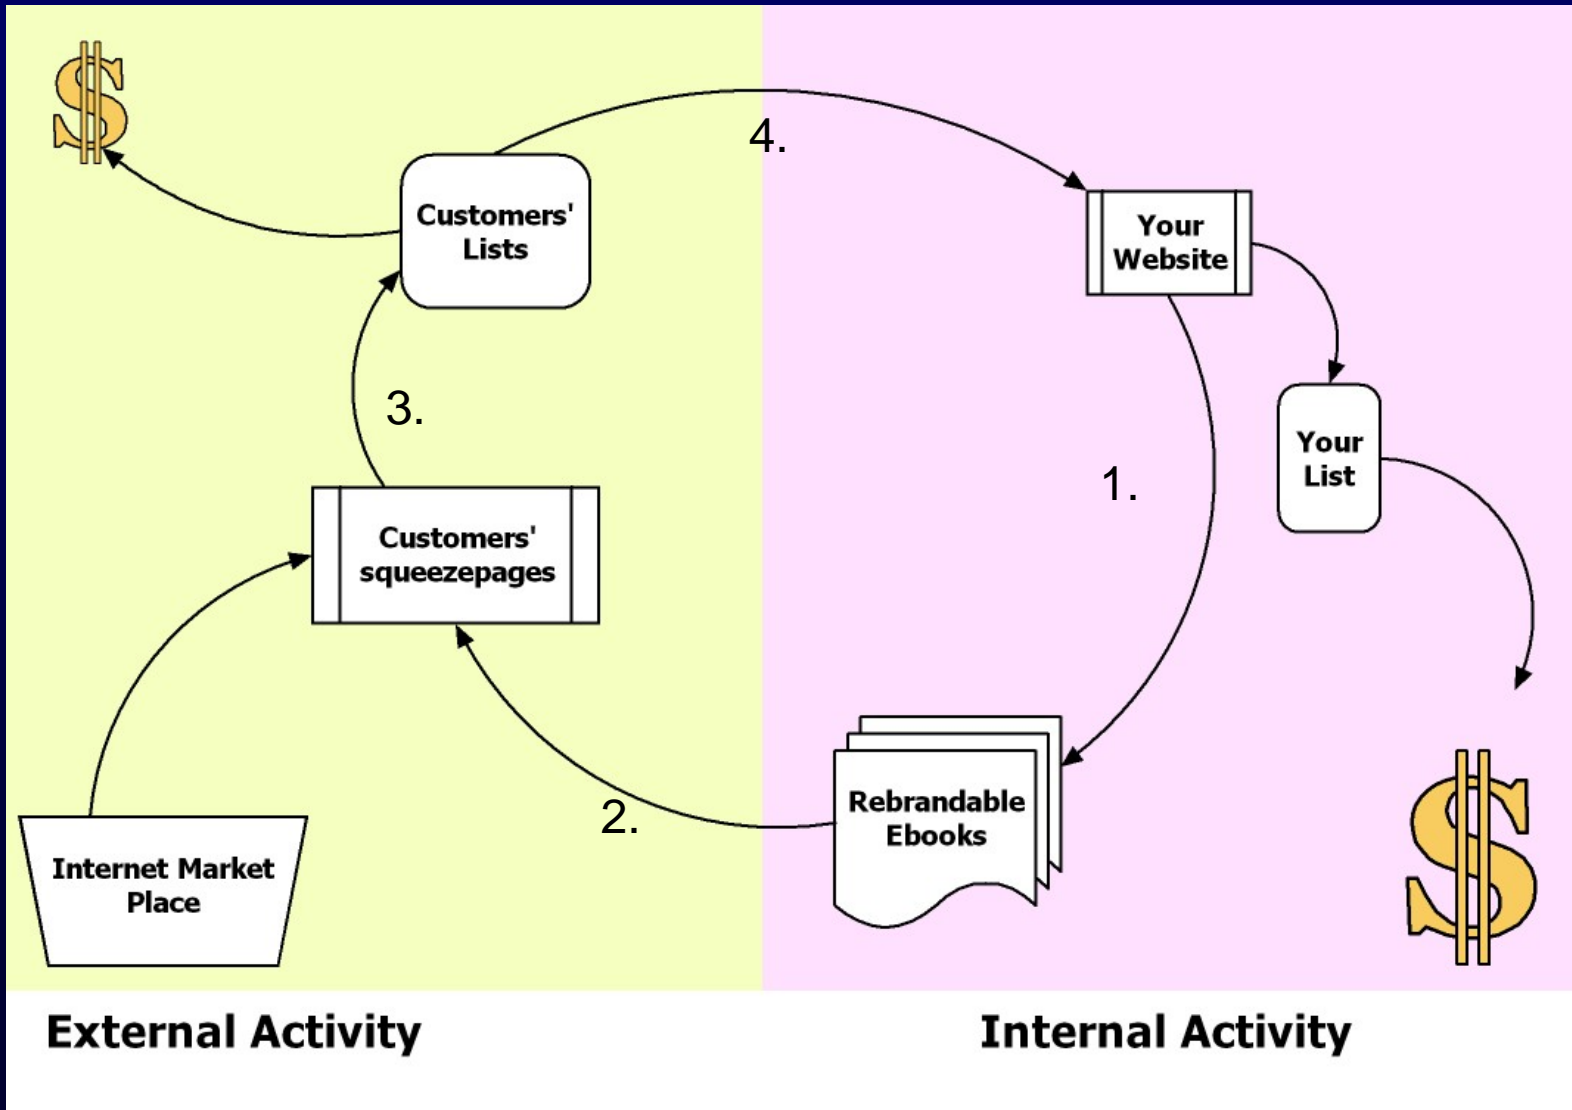 4.
Customers'
Lists
Your
Website
3.
1.
Your
List
Customers'
squeezepages
2.
Rebrandable
Ebooks
Internet Market
Place
External Activity
Internal Activity